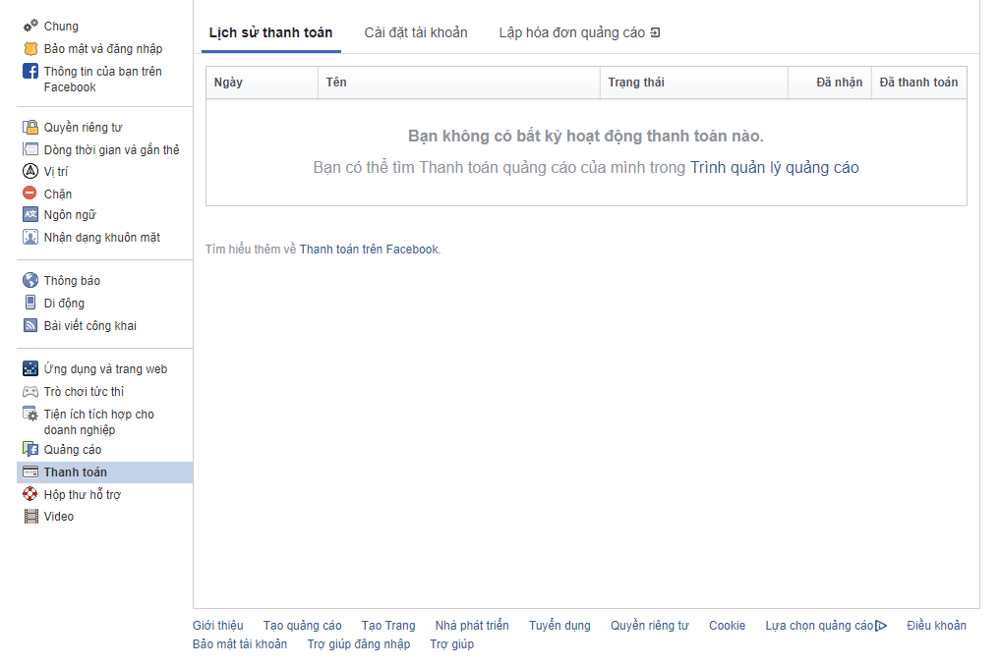 Chung
Bảo mật và đăng nhập
Thông tin của bạn trên
Facebook
Quyền riêng tư
Dòng thời gian và gắn thẻ
Vị trí
Chặn
Ngôn ngữ
Nhận dạng khuôn mặt
Thông báo
Di động
Bài viết công khai
Ứng dụng và trang web
Trò chơi tức thì
Tiện ích tích hợp cho
doanh nghiệp
Quảng cáo
Thanh toán
Hộp thư hỗ trợ
Video
Lịch sử thanh toán Cài đặt tài khoản Lập hóa đơn quảng cáo
Ngày Tên Trạng thái Đã nhận Đã thanh toán
Bạn không có bất kỳ hoạt động thanh toán nào.
Bạn có thể tìm Thanh toán quảng cáo của mình trong Trình quản lý quảng cáo
Tìm hiểu thêm về Thanh toán trên Facebook.
Giới thiệu Tạo quảng cáo Tạo Trang Nhà phát triển Tuyển dụng Quyền riêng tư Cookie Lựa chọn quảng cáo Điều khoản
Bảo mật tài khoản Trợ giúp đăng nhập Trợ giúp